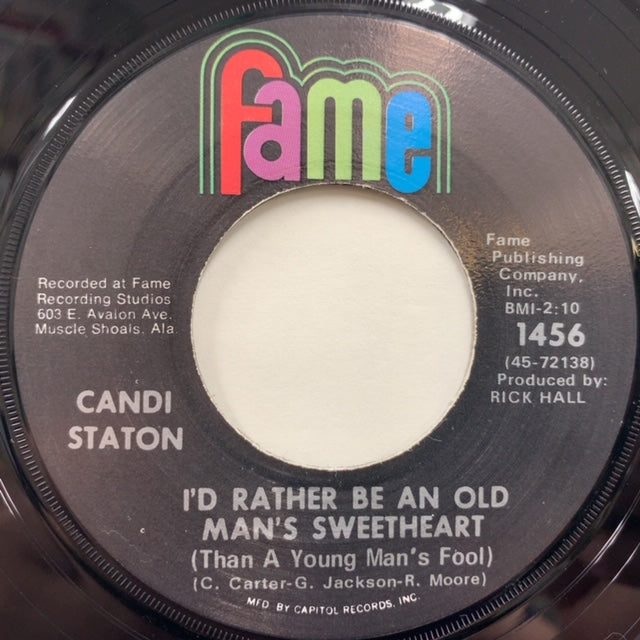 fame
Recorded at Fame
Recording Studios
603 E. Avalon Ave.
Muscle Shoals, Ala
Fame
Publishing
Company,
Inc.
BMI-2:10
1456
(45-72138)
Produced by:
RICK HALL
CANDI
STATON
I'D RATHER BE AN OLD
MAN'S SWEETHEART
(Than A Young Man's Fool)
(C. Carter-G. Jackson-R. Moore)
MFD BY CAPITOL RECORDS, INC.